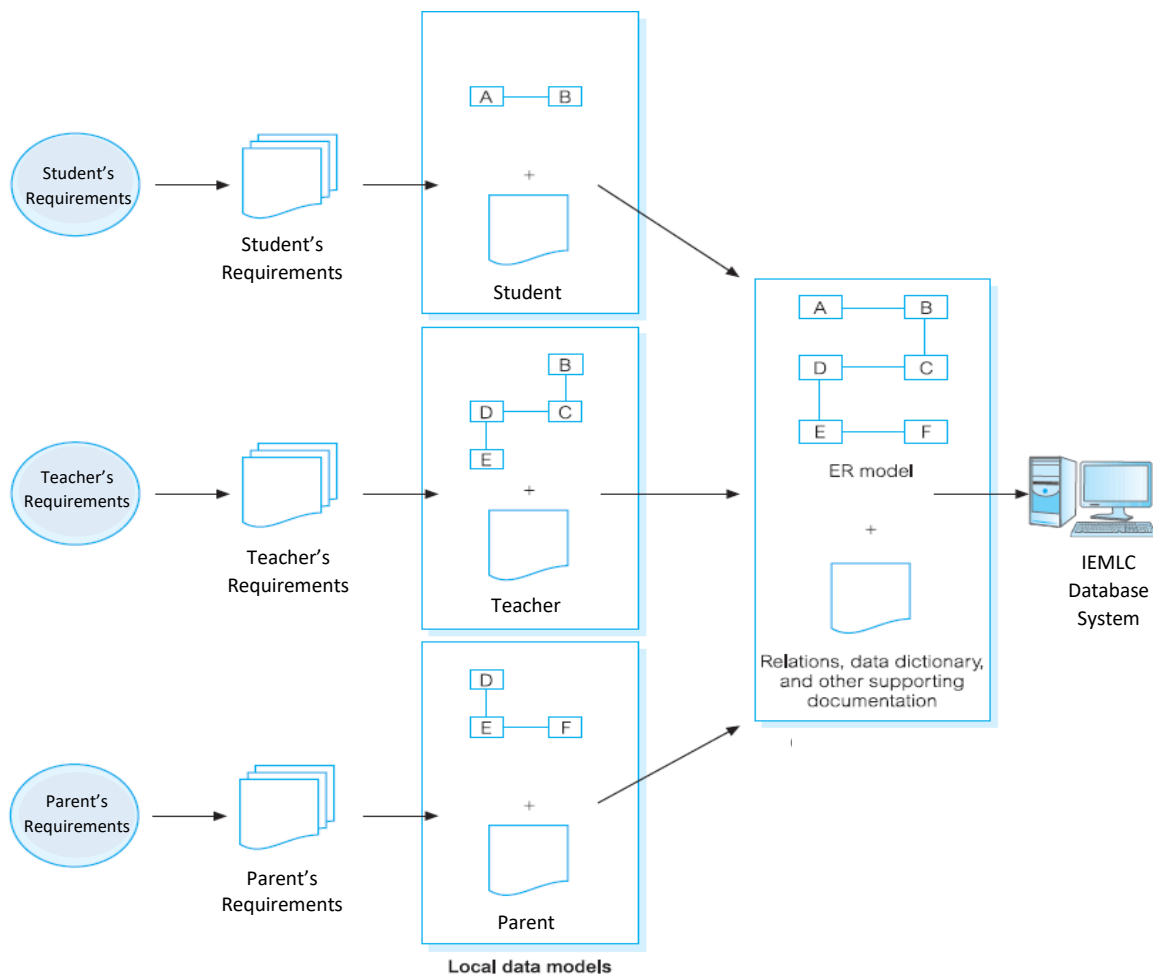 Student's
Requirements
Student's
Requirements
A
B
+
Student
Teacher's
Requirements
Teacher's
Requirements
B
D
C
E
+
Teacher
Parent's
Requirements
Parent's
Requirements
D
E
F
+
Parent
Local data models
A
B
D
C
E
F
ER model
+
Relations, data dictionary,
and other supporting
documentation
IEMLC
Database
System